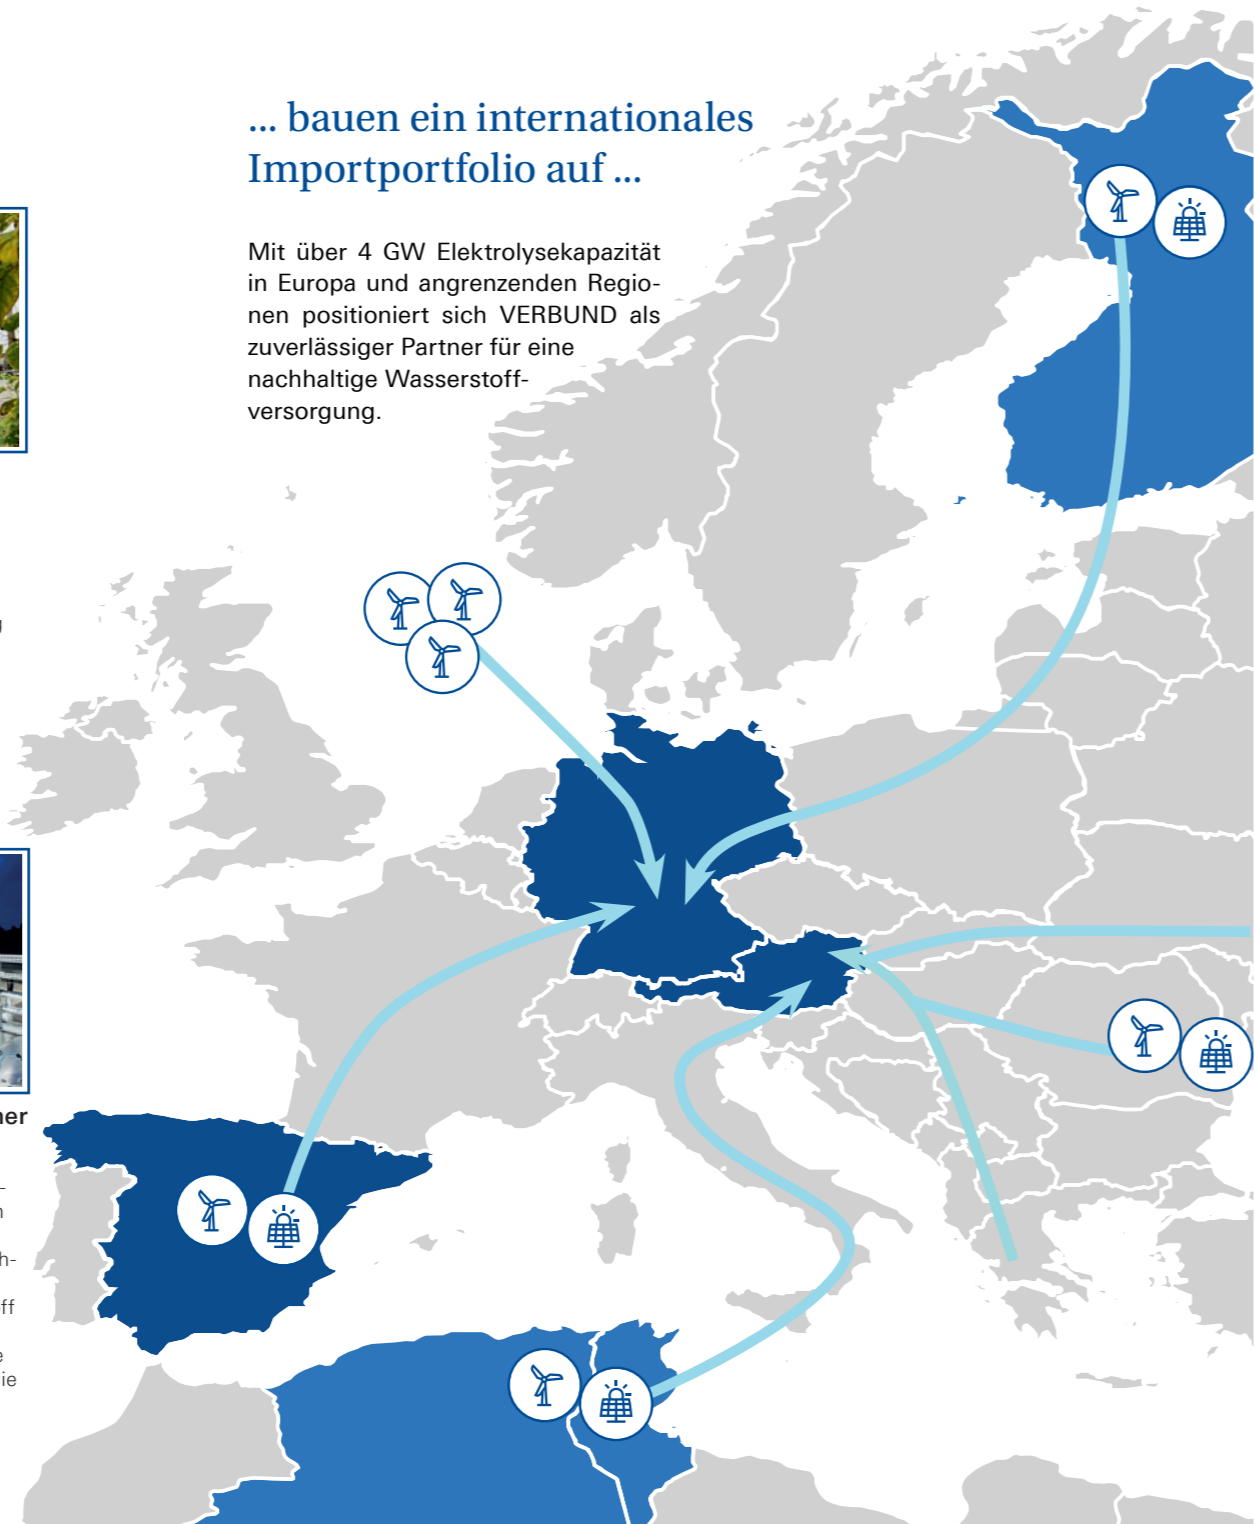 ... bauen ein internationales
Importportfolio auf ...
Mit über 4 GW Elektrolysekapazität
in Europa und angrenzenden Regio-
nen positioniert sich VERBUND als
zuverlässiger Partner für eine
nachhaltige Wasserstoff-
versorgung.